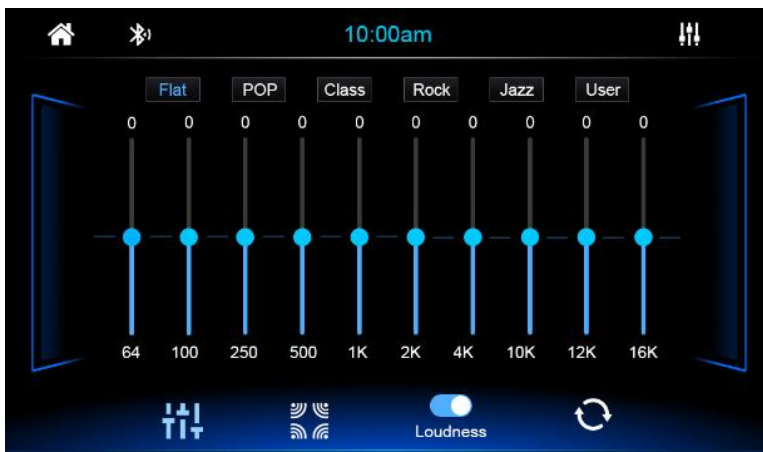 10:00am
Flat POP Class Rock Jazz User
0 0 0 0 0 0 0 0 0 0
64 100 250 500 1K 2K 4K 10K 12K 16K
Loudness